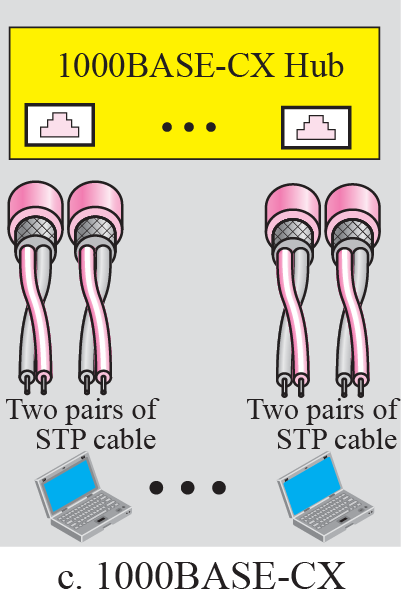 1000BASE-CX Hub
Two pairs of
STP cable
Two pairs of
STP cable
c. 1000BASE-CX